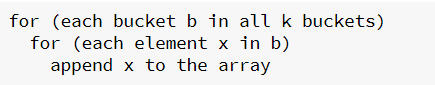 for (each bucket b in all k buckets)
  for (each element x in b)
    append x to the array